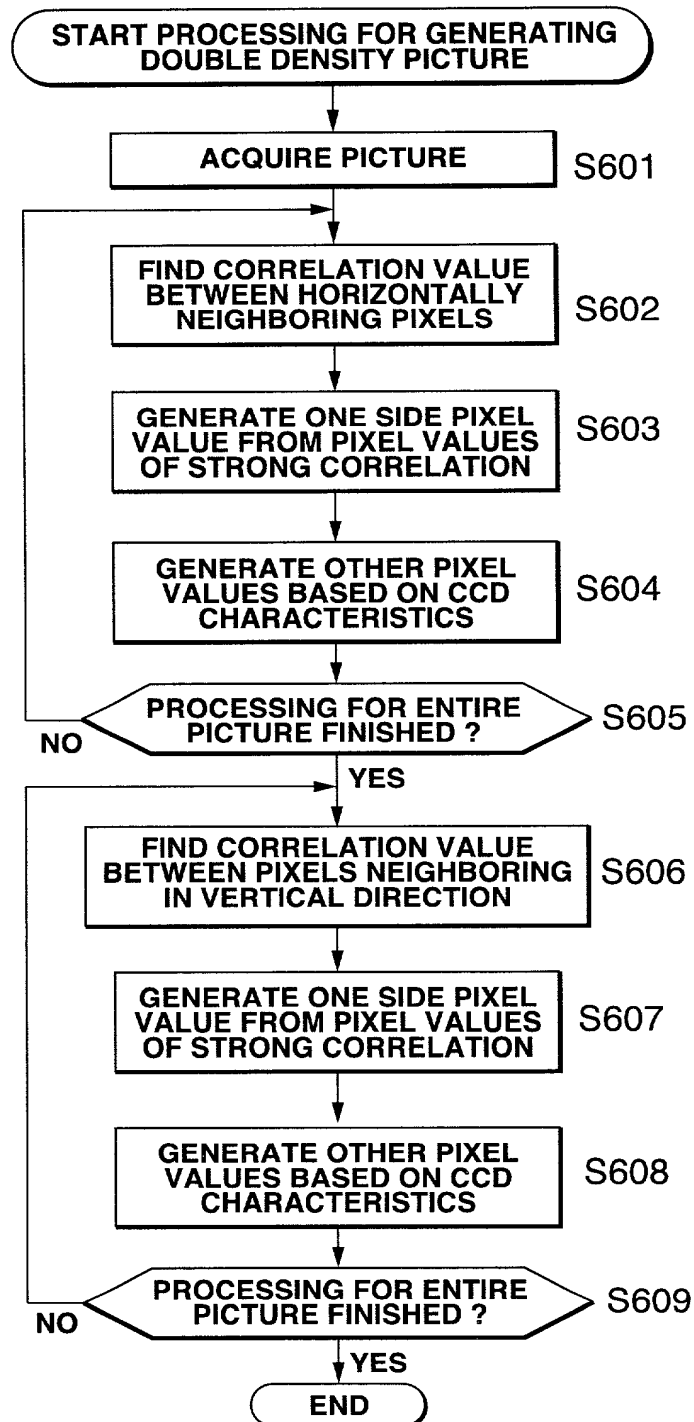 START PROCESSING FOR GENERATING
DOUBLE DENSITY PICTURE
ACQUIRE PICTURE
S601
FIND CORRELATION VALUE
BETWEEN HORIZONTALLY
NEIGHBORING PIXELS
S602
GENERATE ONE SIDE PIXEL
VALUE FROM PIXEL VALUES
OF STRONG CORRELATION
S603
GENERATE OTHER PIXEL
VALUES BASED ON CCD
CHARACTERISTICS
S604
PROCESSING FOR ENTIRE
PICTURE FINISHED ?
S605
NO
YES
FIND CORRELATION VALUE
BETWEEN PIXELS NEIGHBORING
IN VERTICAL DIRECTION
S606
GENERATE ONE SIDE PIXEL
VALUE FROM PIXEL VALUES
OF STRONG CORRELATION
S607
GENERATE OTHER PIXEL
VALUES BASED ON CCD
CHARACTERISTICS
S608
PROCESSING FOR ENTIRE
PICTURE FINISHED ?
S609
NO
YES
END